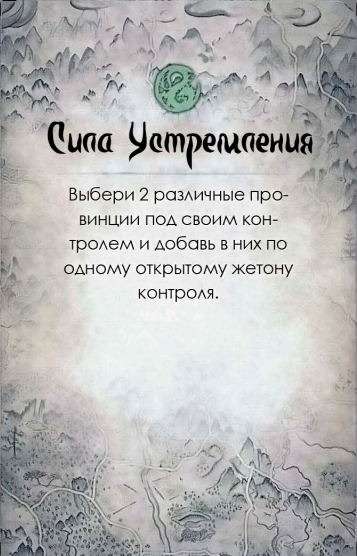 Сила Устремления
Выбери 2 различные про-
винции под своим кон-
тролем и добавь в них по
одному открытому жетону
контроля.